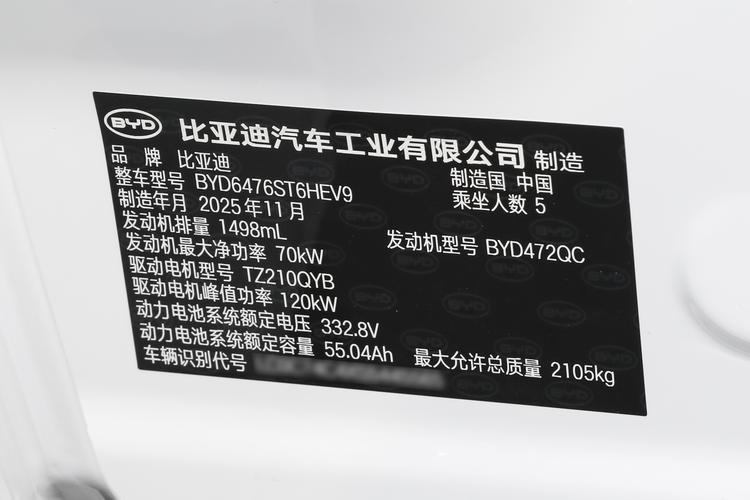 BYD 比亚迪汽车工业有限公司 制造
品 牌 比亚迪 制造国 中国
整车型号 BYD6476ST6HEV9 乘坐人数 5
制造年月 2025年11月
发动机排量 1498mL 发动机型号 BYD472QC
发动机最大净功率 70kW
驱动电机型号 TZ210QYB
驱动电机峰值功率 120kW
动力电池系统额定电压 332.8V
动力电池系统额定容量 55.04Ah 最大允许总质量 2105kg
车辆识别代号